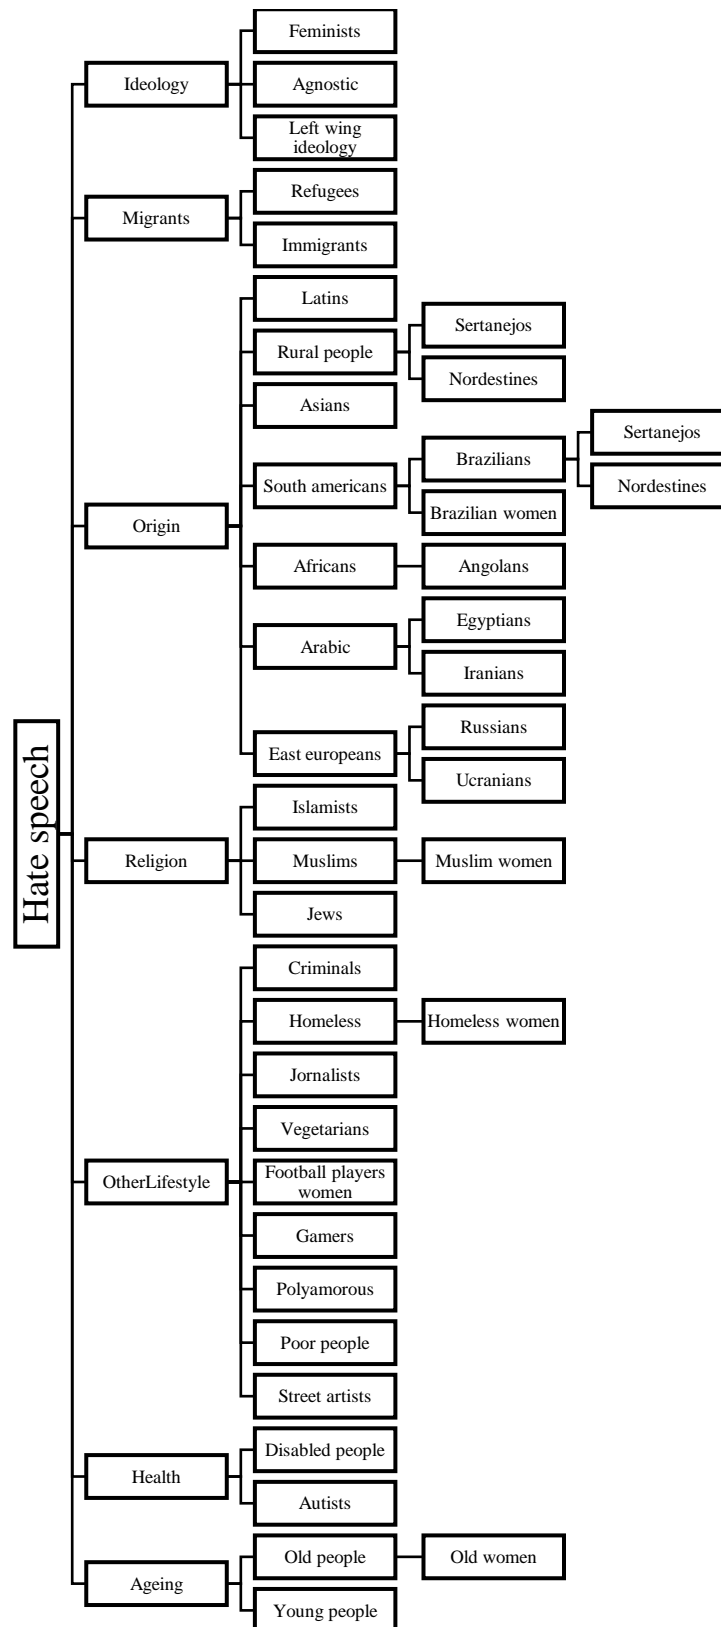 Hate speech
Ideology
Feminists
Agnostic
Left wing
ideology
Migrants
Refugees
Immigrants
Origin
Latins
Rural people
Sertanejos
Nordestines
Asians
South americans
Brazilians
Sertanejos
Nordestines
Brazilian women
Africans
Angolans
Arabic
Egyptians
Iranians
East europeans
Russians
Ucranians
Religion
Islamists
Muslims
Muslim women
Jews
OtherLifestyle
Criminals
Homeless
Homeless women
Jornalists
Vegetarians
Football players
women
Gamers
Polyamorous
Poor people
Street artists
Health
Disabled people
Autists
Ageing
Old people
Old women
Young people